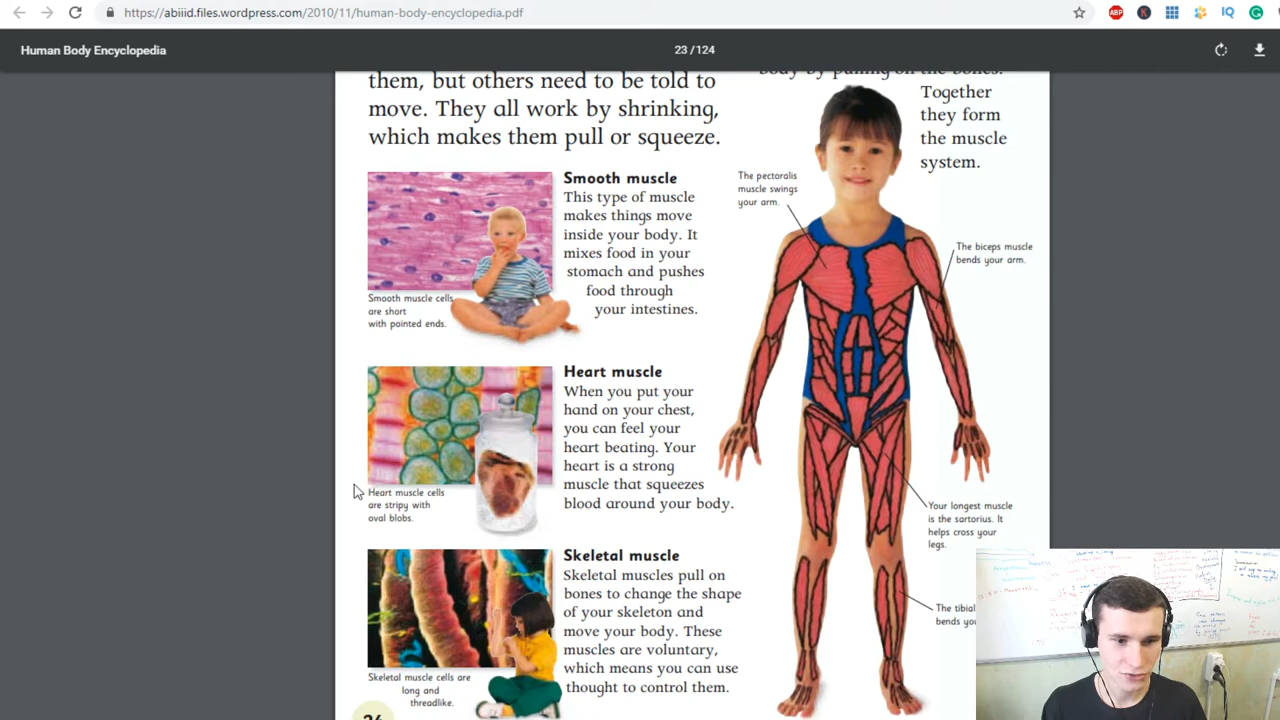 https://abiiid.files.wordpress.com/2010/11/human-body-encyclopedia.pdf
Human Body Encyclopedia
23 / 124
them, but others need to be told to
move. They all work by shrinking,
which makes them pull or squeeze.
body by pulling on the bones.
Together
they form
the muscle
system.
Smooth muscle
This type of muscle
makes things move
inside your body. It
mixes food in your
stomach and pushes
food through
your intestines.
Smooth muscle cells
are short
with pointed ends.
The pectoralis
muscle swings
your arm.
The biceps muscle
bends your arm.
Heart muscle
When you put your
hand on your chest,
you can feel your
heart beating. Your
heart is a strong
muscle that squeezes
blood around your body.
Heart muscle cells
are stripy with
oval blobs.
Your longest muscle
is the sartorius. It
helps cross your
legs.
Skeletal muscle
Skeletal muscles pull on
bones to change the shape
of your skeleton and
move your body. These
muscles are voluntary,
which means you can use
thought to control them.
Skeletal muscle cells are
long and
threadlike.
The tibial
bends